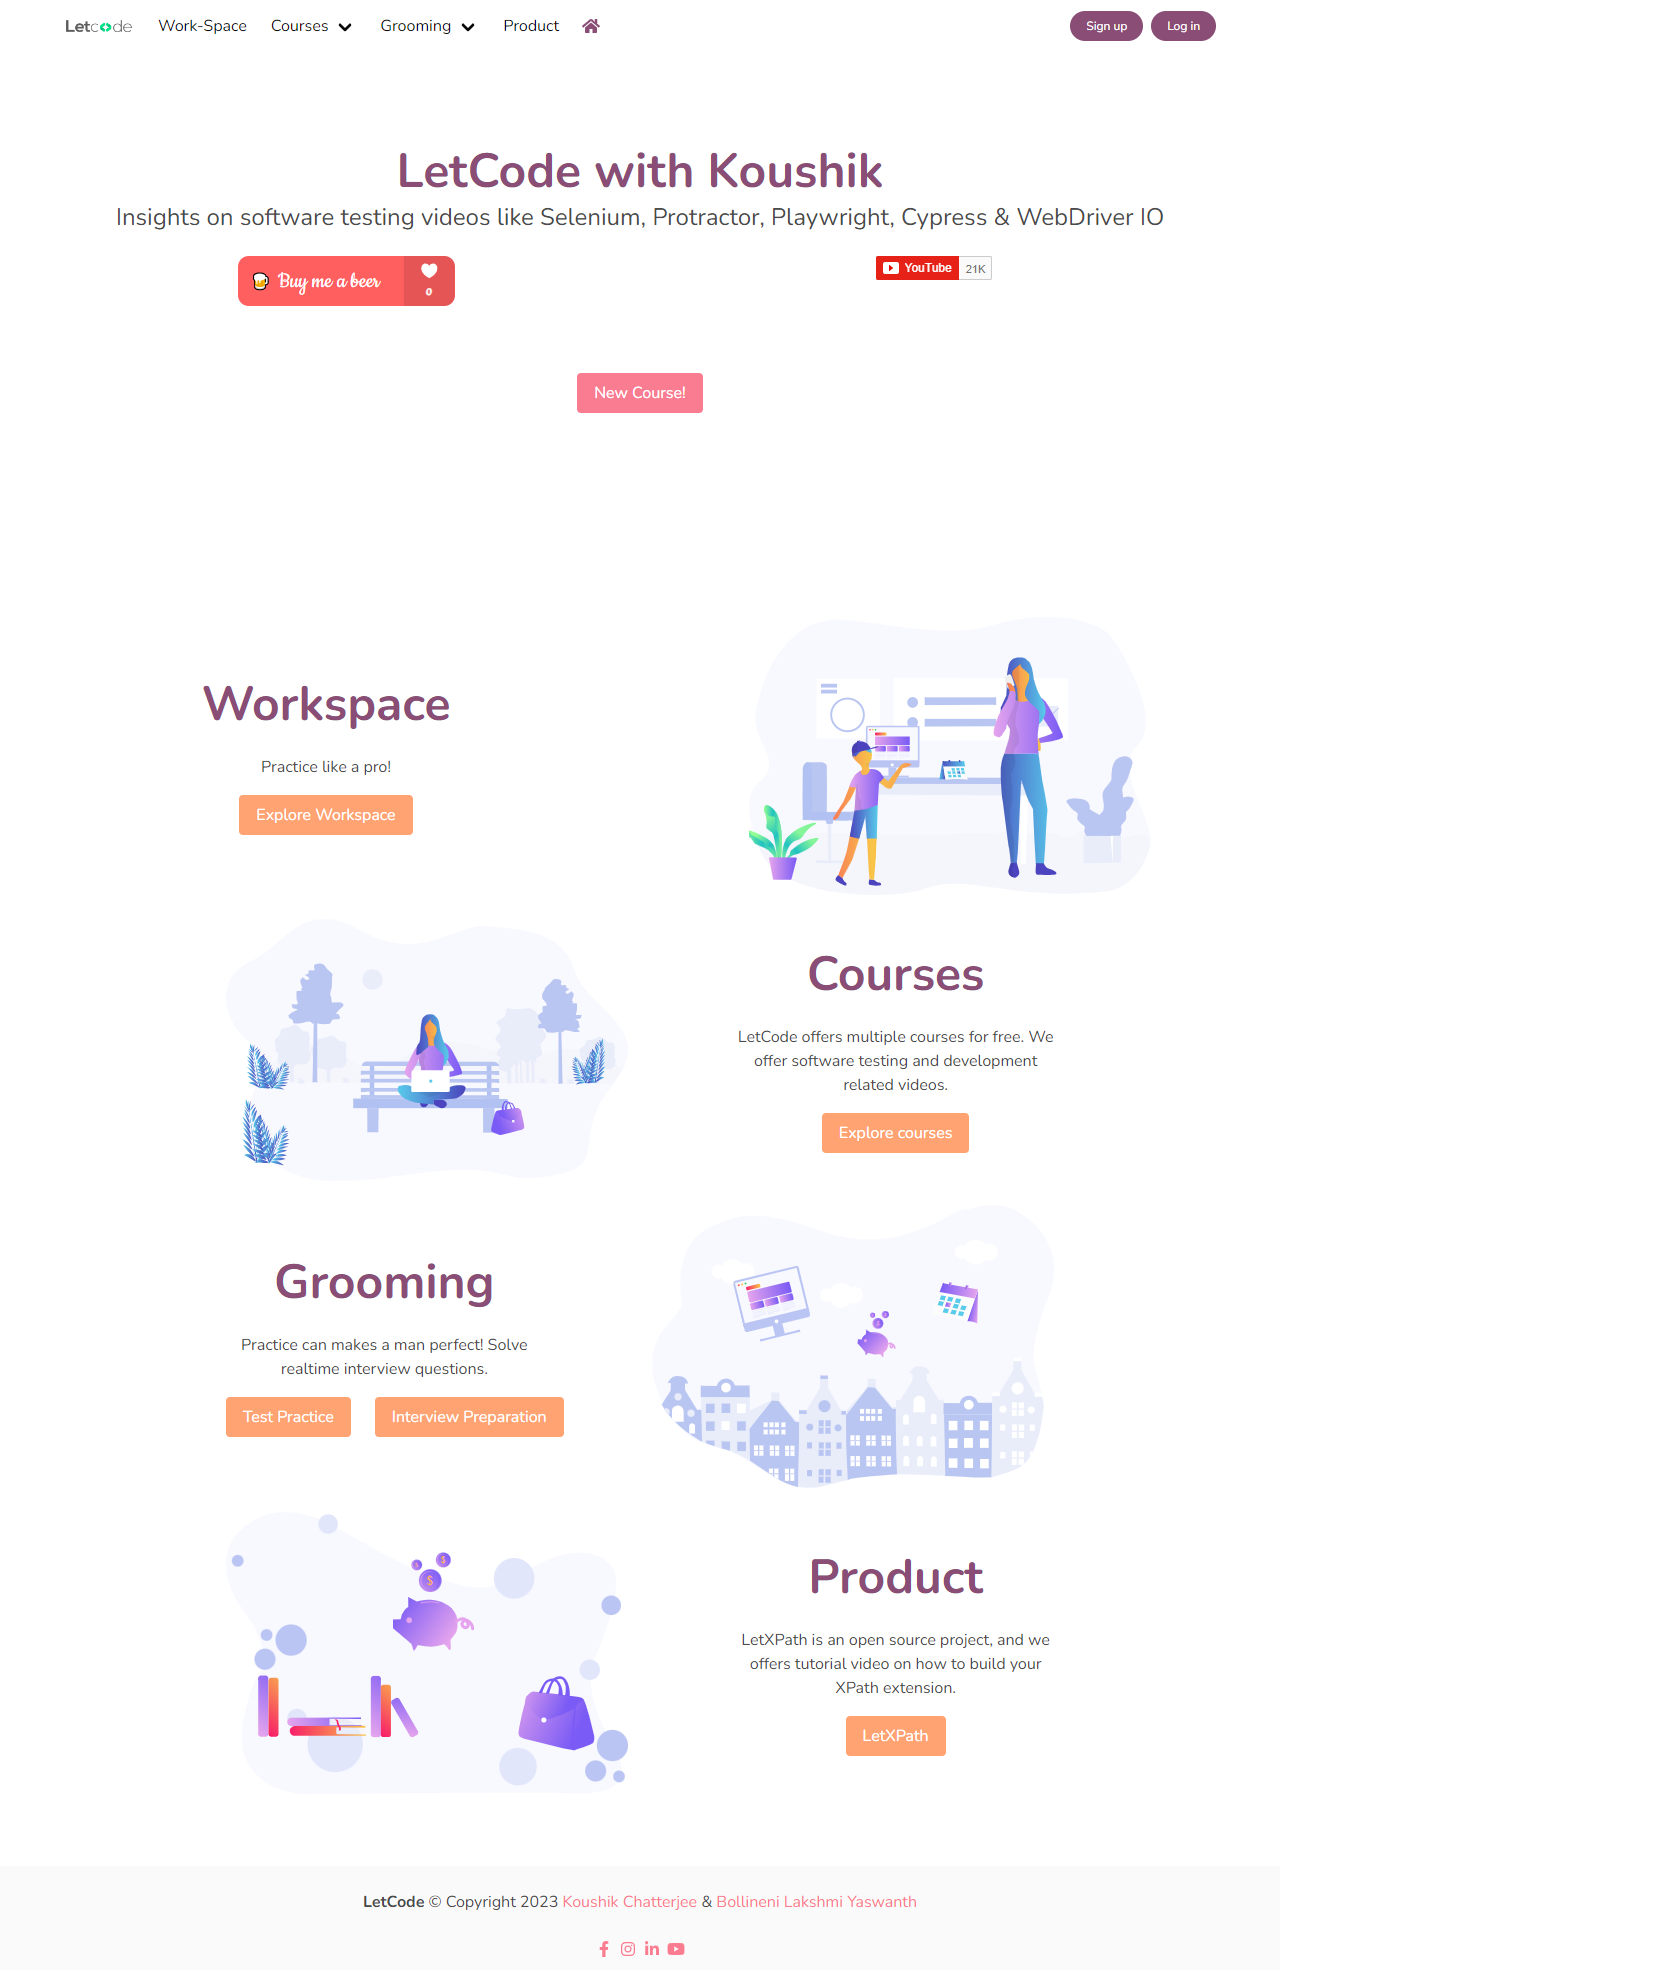 Letcode Work-Space Courses Grooming Product Sign up Log in
LetCode with Koushik
Insights on software testing videos like Selenium, Protractor, Playwright, Cypress & WebDriver IO
Buy me a beer 0
YouTube 21K
New Course!
Workspace
Practice like a pro!
Explore Workspace
Courses
LetCode offers multiple courses for free. We
offer software testing and development
related videos.
Explore courses
Grooming
Practice can makes a man perfect! Solve
realtime interview questions.
Test Practice Interview Preparation
Product
LetXPath is an open source project, and we
offers tutorial video on how to build your
XPath extension.
LetXPath
LetCode © Copyright 2023 Koushik Chatterjee & Bollineni Lakshmi Yaswanth